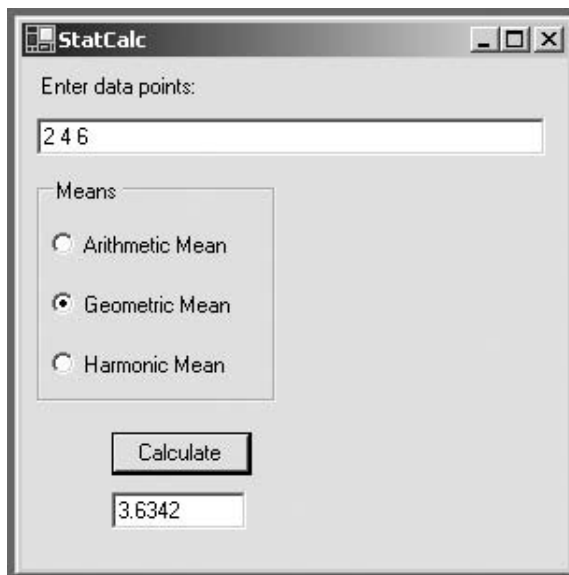 StatCalc
Enter data points:
2 4 6
Means
Arithmetic Mean
Geometric Mean
Harmonic Mean
Calculate
3.6342